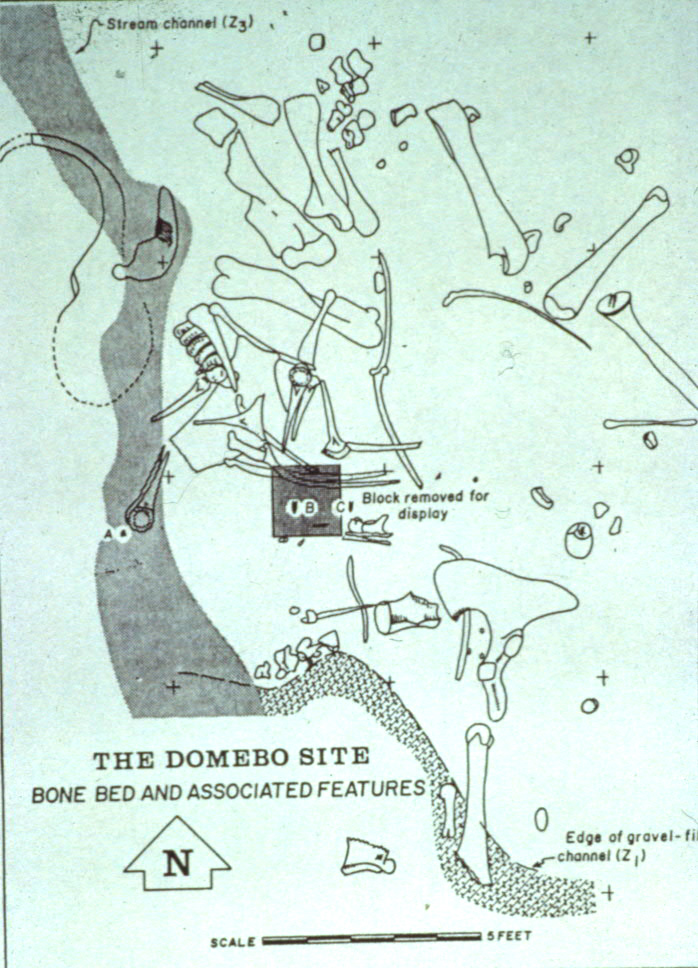 Stream channel (Z3)
A
B
C
Block removed for
display
THE DOMEBO SITE
BONE BED AND ASSOCIATED FEATURES
N
Edge of gravel-fi
channel (Z1)
SCALE
5 FEET